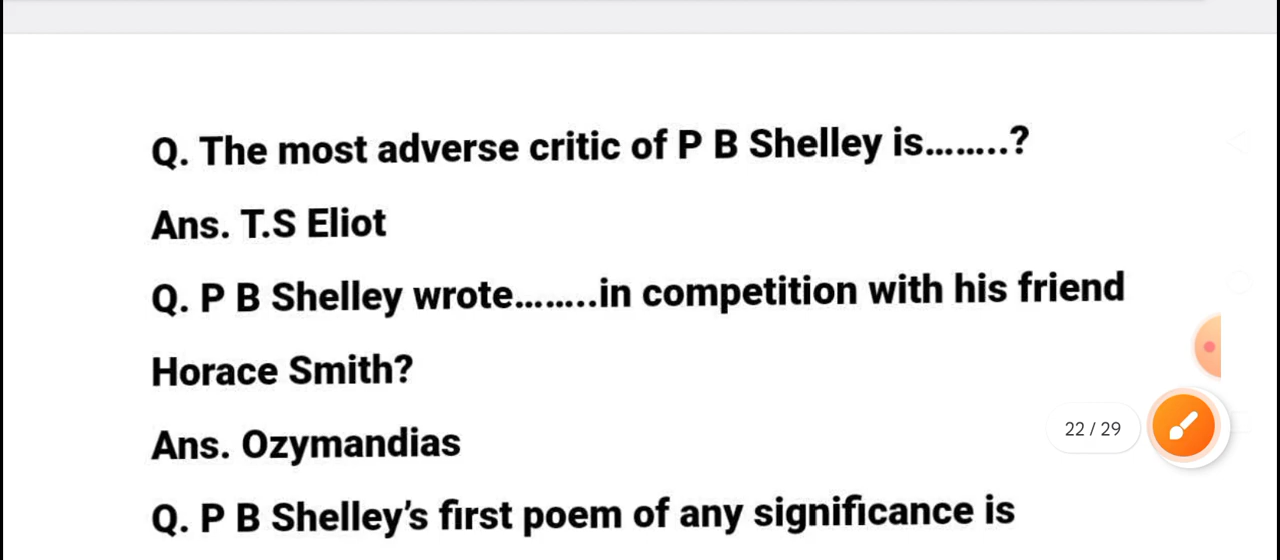 Q. The most adverse critic of P B Shelley is........?
Ans. T.S Eliot
Q. P B Shelley wrote........in competition with his friend
Horace Smith?
Ans. Ozymandias
22 / 29
Q. P B Shelley’s first poem of any significance is